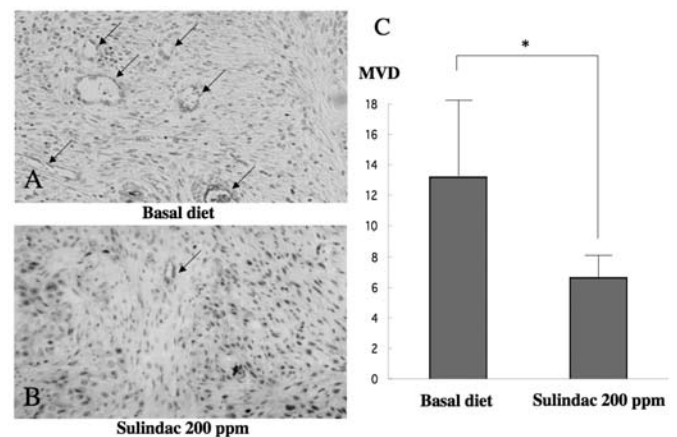 A
Basal diet
B
Sulindac 200 ppm
C
*
MVD
18
16
14
12
10
8
6
4
2
0
Basal diet
Sulindac 200 ppm